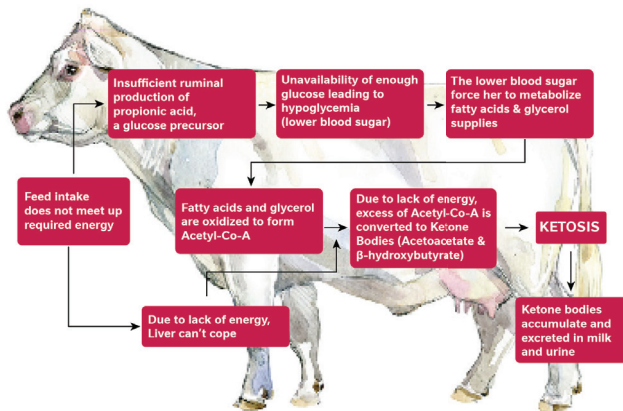 Insufficient ruminal
production of
propionic acid,
a glucose precursor
Unavailability of enough
glucose leading to
hypoglycemia
(lower blood sugar)
The lower blood sugar
force her to metabolize
fatty acids & glycerol
supplies
Feed Intake
does not meet up
required energy
Fatty acids and glycerol
are oxidized to form
Acetyl-Co-A
Due to lack of energy,
excess of Acetyl-Co-A is
converted to Ketone
Bodies (Acetoacetate &
β-hydroxybutyrate)
KETOSIS
Due to lack of energy,
Liver can't cope
Ketone bodies
accumulate and
excreted in milk
and urine